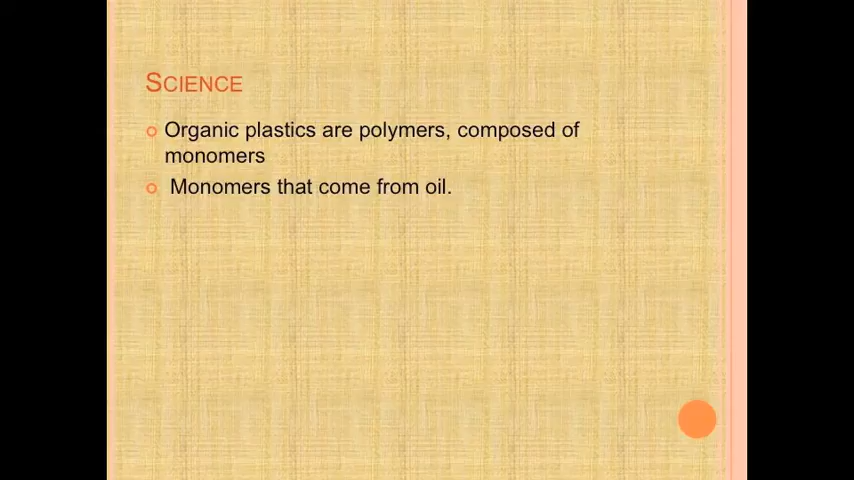 Science
Organic plastics are polymers, composed of
monomers
Monomers that come from oil.